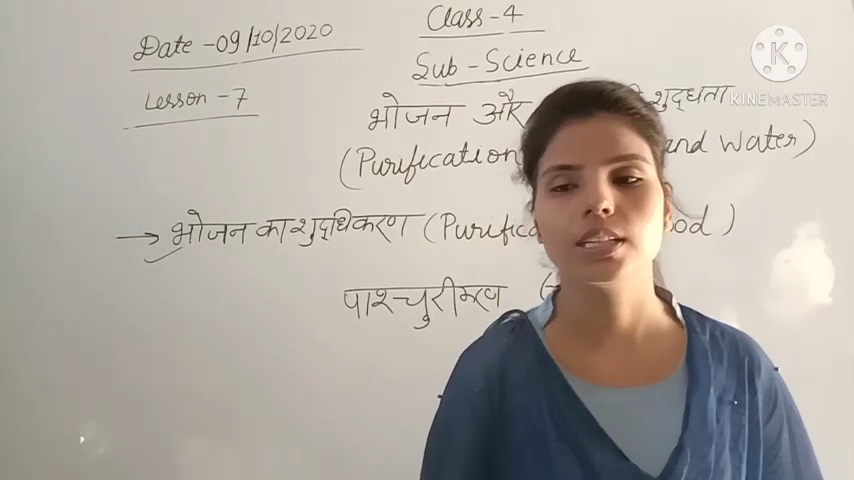 Date - 09/10/2020
Class - 4
Sub - Science
Lesson - 7
भोजन और शुद्धता
(Purification and Water)
→ भोजन का शुद्धिकरण (Purific ood )
पाश्चुरीकरण (
K
KINEMASTER